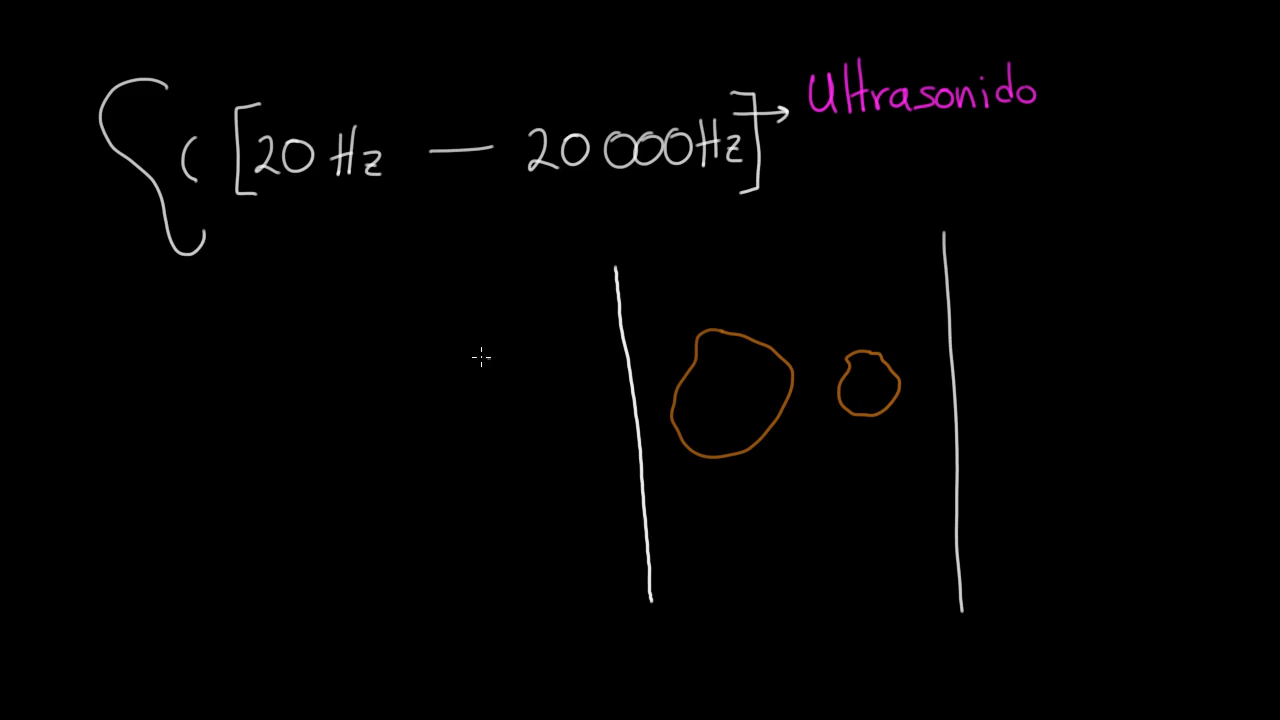 [20 Hz — 20 000 Hz] → Ultrasonido